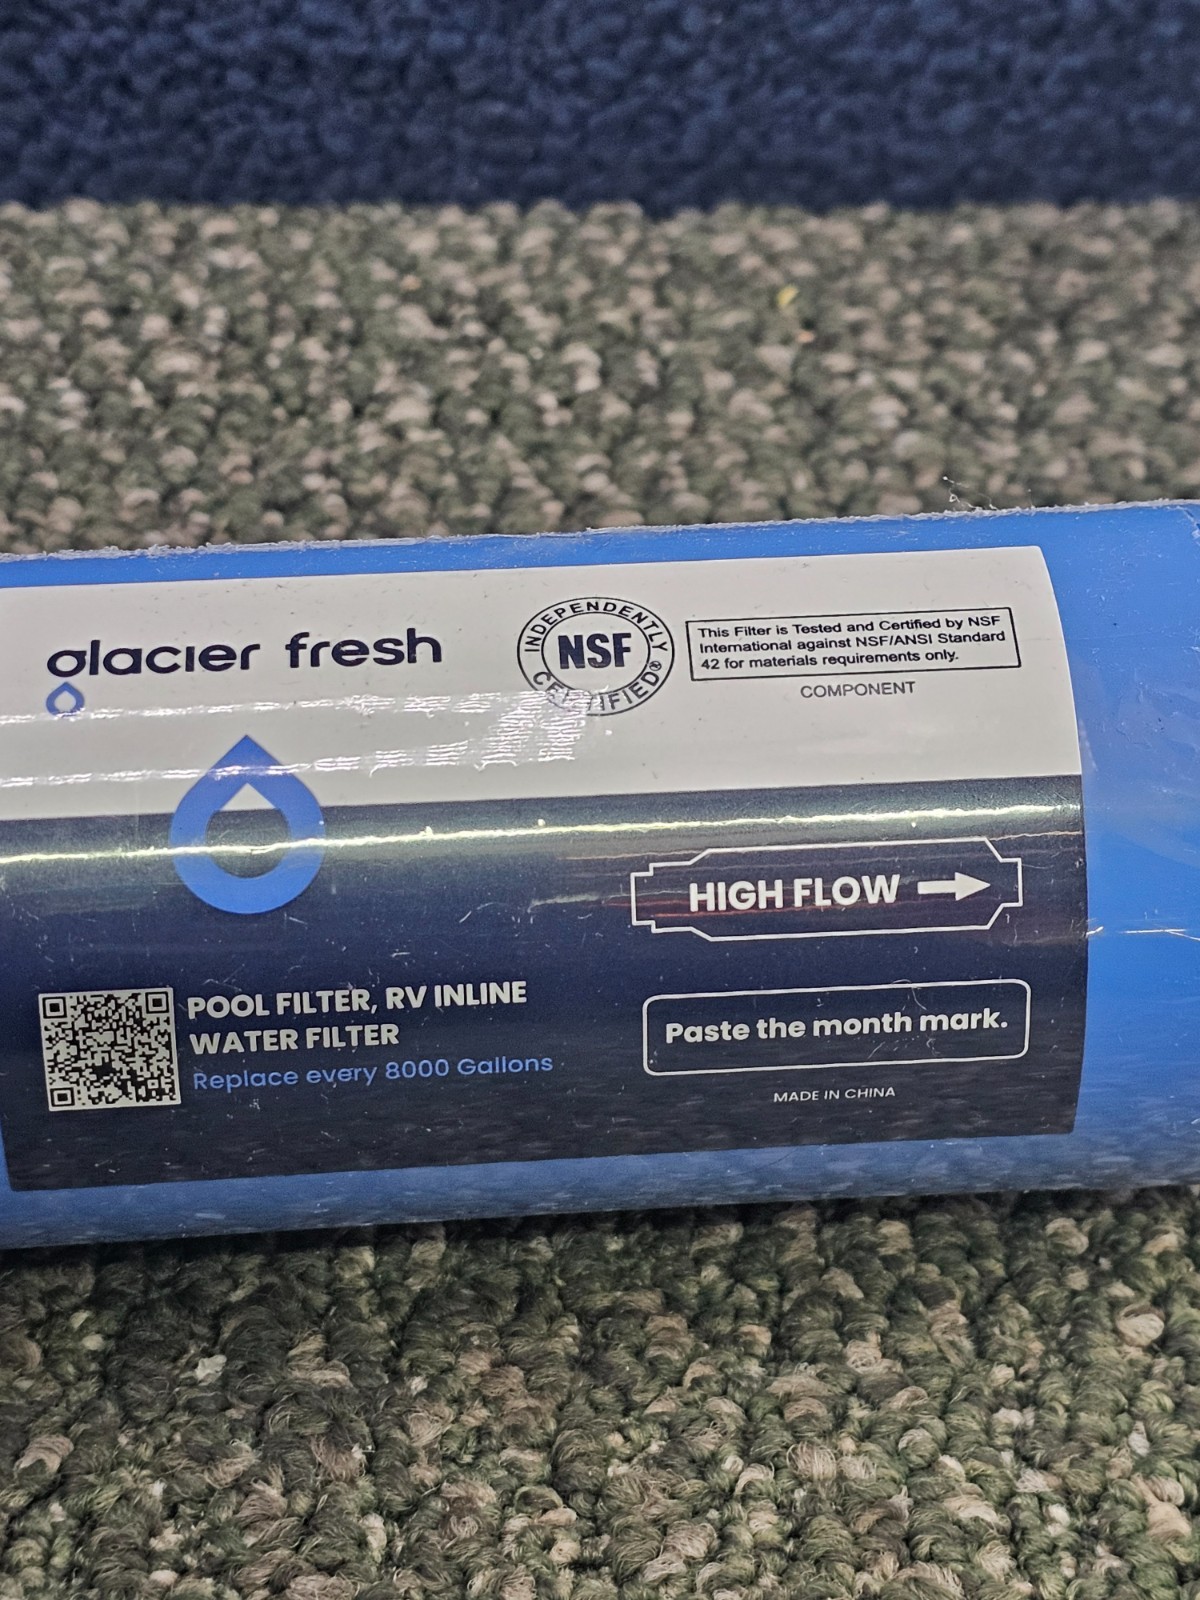 glacier fresh
INDEPENDENTLY
NSF®
CERTIFIED
This Filter is Tested and Certified by NSF
International against NSF/ANSI Standard
42 for materials requirements only.
COMPONENT
HIGH FLOW
POOL FILTER, RV INLINE
WATER FILTER
Replace every 8000 Gallons
Paste the month mark.
MADE IN CHINA